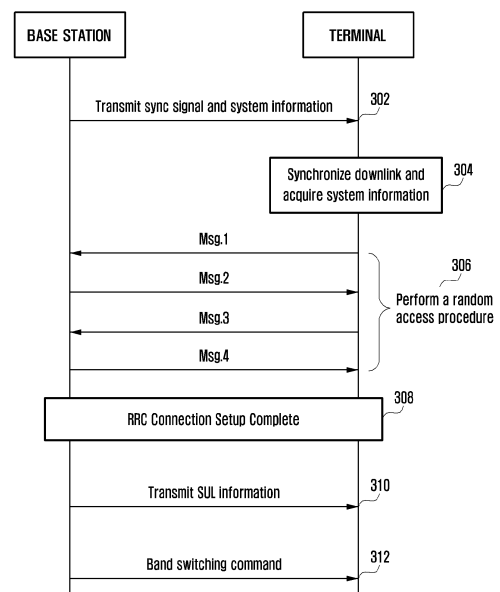 BASE STATION
TERMINAL
Transmit sync signal and system information
302
Synchronize downlink and
acquire system information
304
Msg.1
Msg.2
Msg.3
Msg.4
306
Perform a random
access procedure
308
RRC Connection Setup Complete
Transmit SUL information
310
Band switching command
312